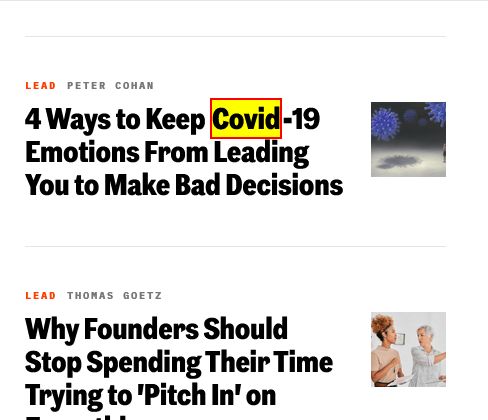 LEAD PETER COHAN
4 Ways to Keep Covid-19
Emotions From Leading
You to Make Bad Decisions
LEAD THOMAS GOETZ
Why Founders Should
Stop Spending Their Time
Trying to 'Pitch In' on